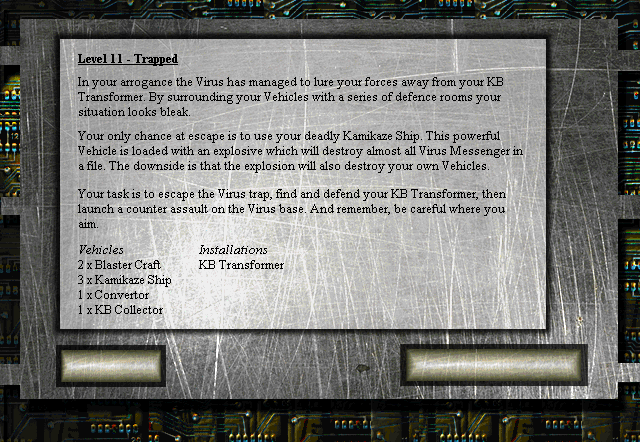 Level 11 - Trapped
In your arrogance the Virus has managed to lure your forces away from your KB
Transformer. By surrounding your Vehicles with a series of defence rooms your
situation looks bleak.
Your only chance at escape is to use your deadly Kamikaze Ship. This powerful
Vehicle is loaded with an explosive which will destroy almost all Virus Messenger in
a file. The downside is that the explosion will also destroy your own Vehicles.
Your task is to escape the Virus trap, find and defend your KB Transformer, then
launch a counter assault on the Virus base. And remember, be careful where you
aim.
Vehicles Installations
2 x Blaster Craft KB Transformer
3 x Kamikaze Ship
1 x Convertor
1 x KB Collector